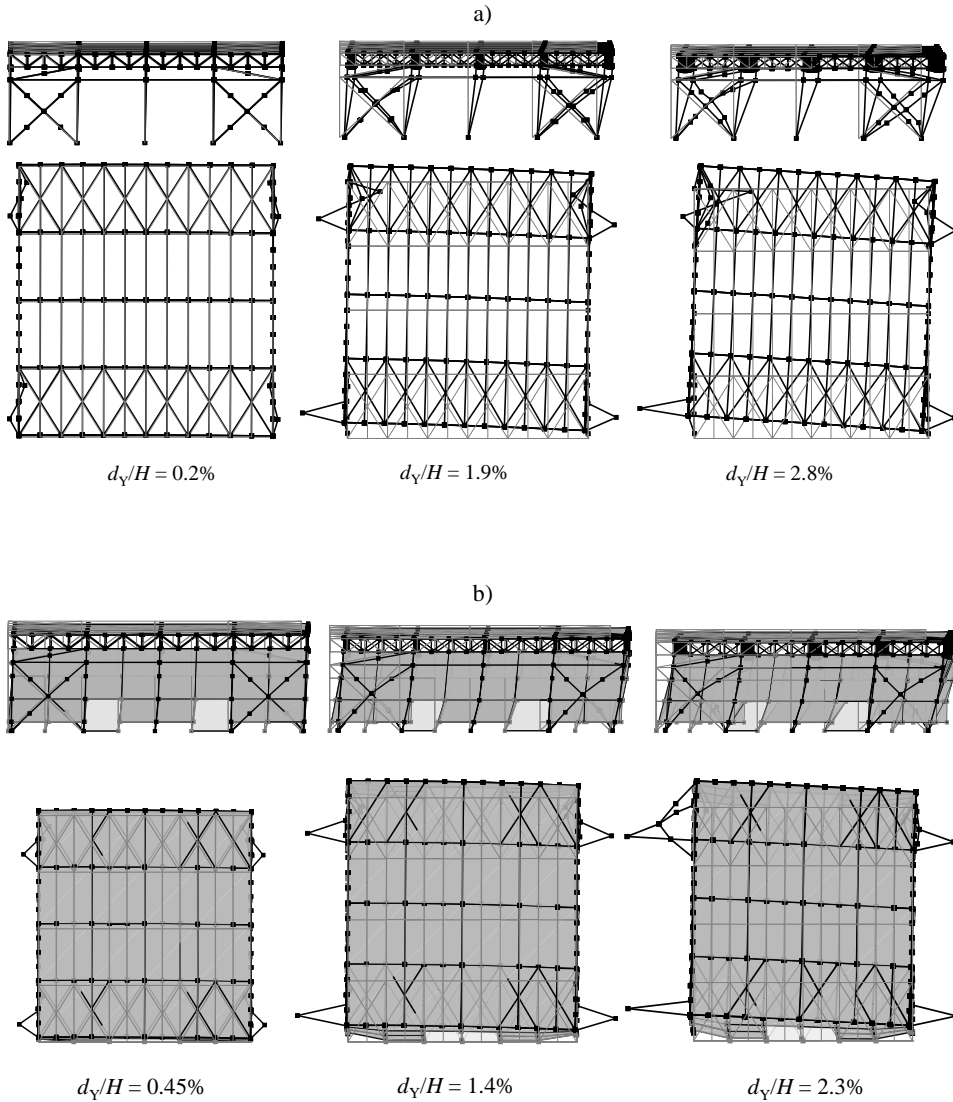 a)
d_Y/H = 0.2%
d_Y/H = 1.9%
d_Y/H = 2.8%
b)
d_Y/H = 0.45%
d_Y/H = 1.4%
d_Y/H = 2.3%